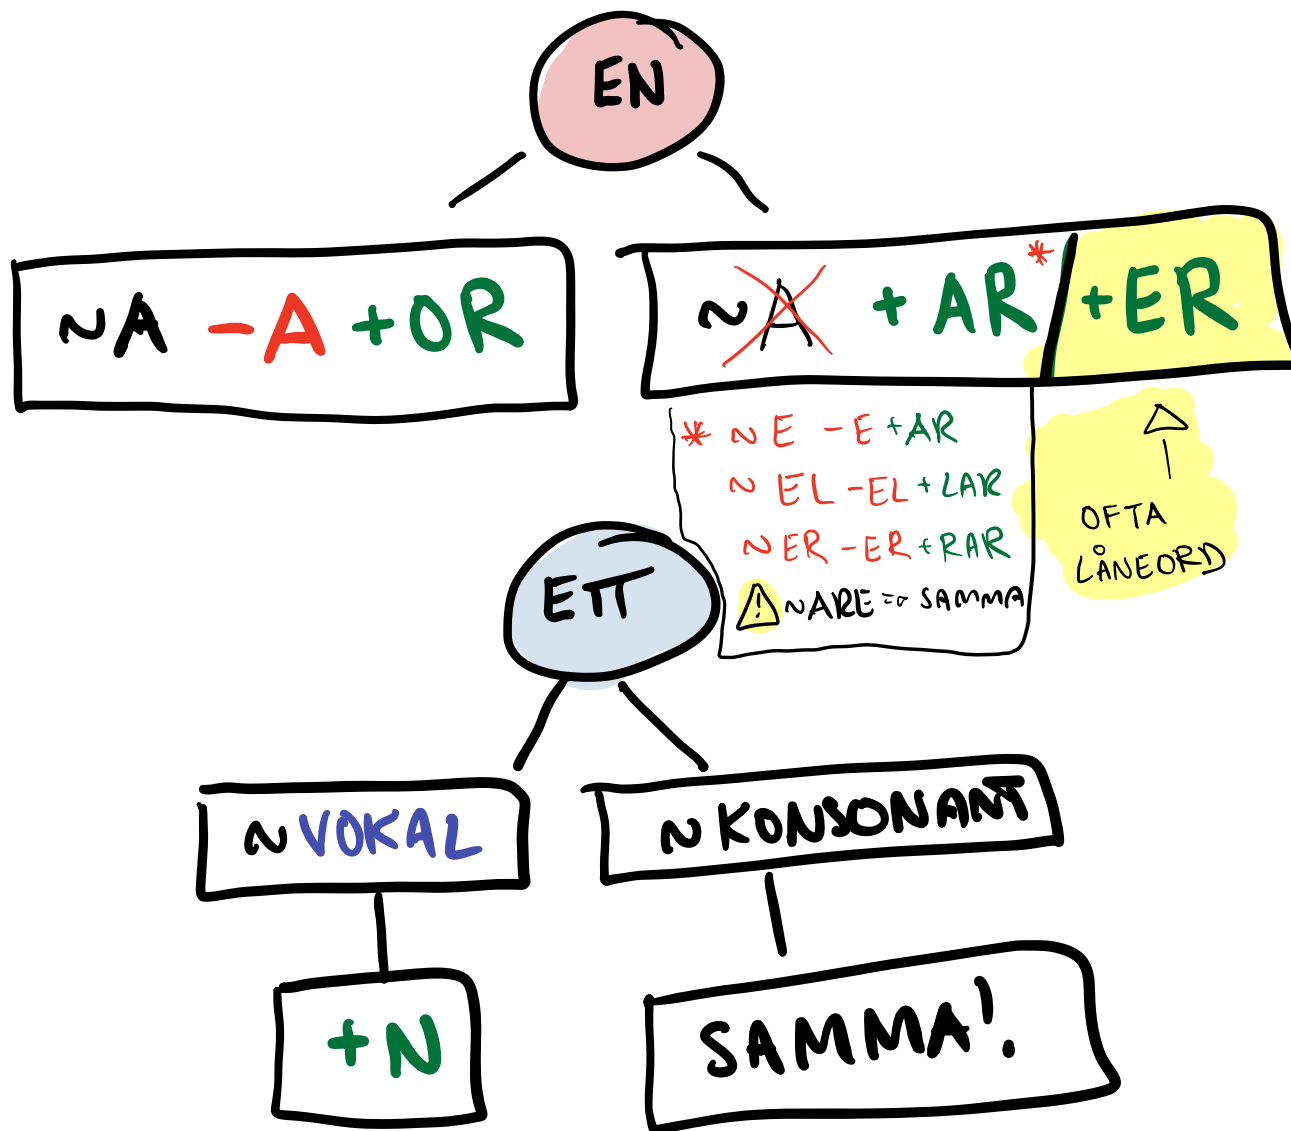 EN
~A -A +OR
~A +AR* +ER
* ~E -E +AR
~EL -EL +LAR
~ER -ER +RAR
~ARE => SAMMA
OFTA
LÅNEORD
ETT
~VOKAL
~KONSONANT
+N
SAMMA!